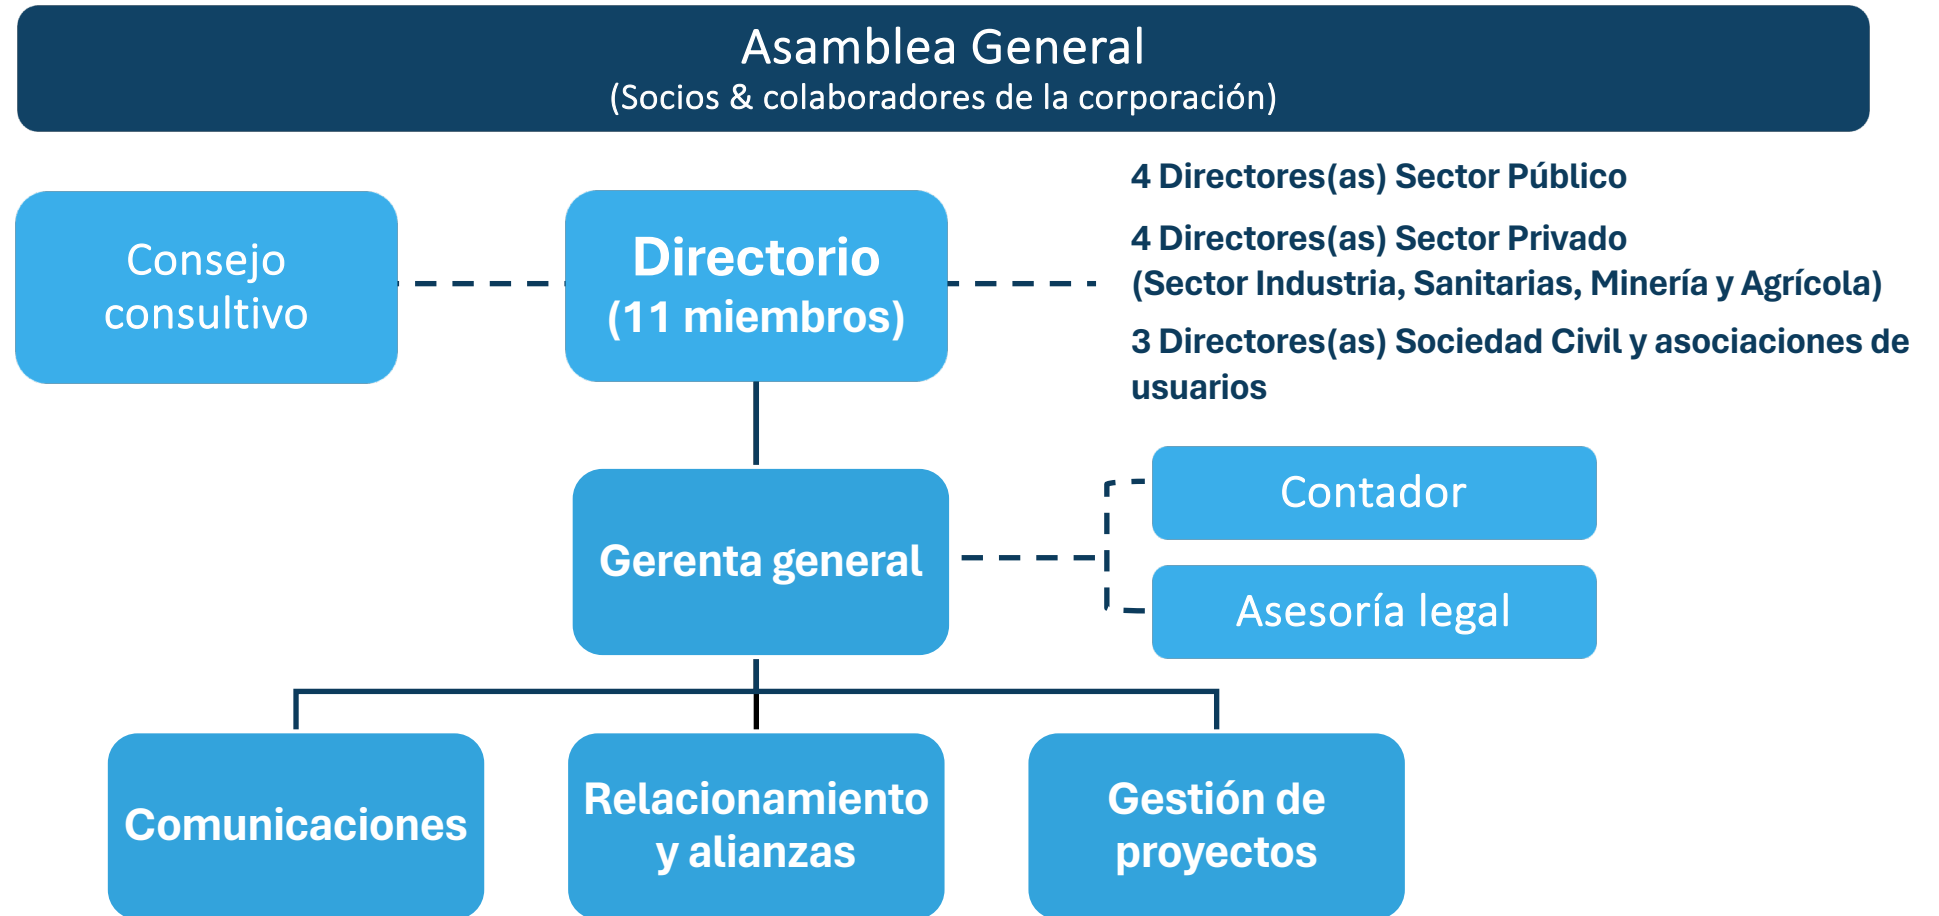 Asamblea General
(Socios & colaboradores de la corporación)
Consejo
consultivo
Directorio
(11 miembros)
4 Directores(as) Sector Público
4 Directores(as) Sector Privado
(Sector Industria, Sanitarias, Minería y Agrícola)
3 Directores(as) Sociedad Civil y asociaciones de
usuarios
Gerenta general
Contador
Asesoría legal
Comunicaciones
Relacionamiento
y alianzas
Gestión de
proyectos